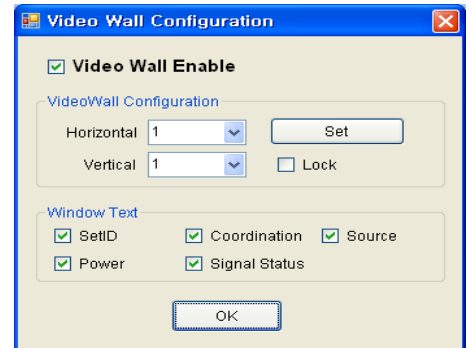 Video Wall Configuration
Video Wall Enable
VideoWall Configuration
Horizontal 1 Set
Vertical 1 Lock
Window Text
SetID Coordination Source
Power Signal Status
OK